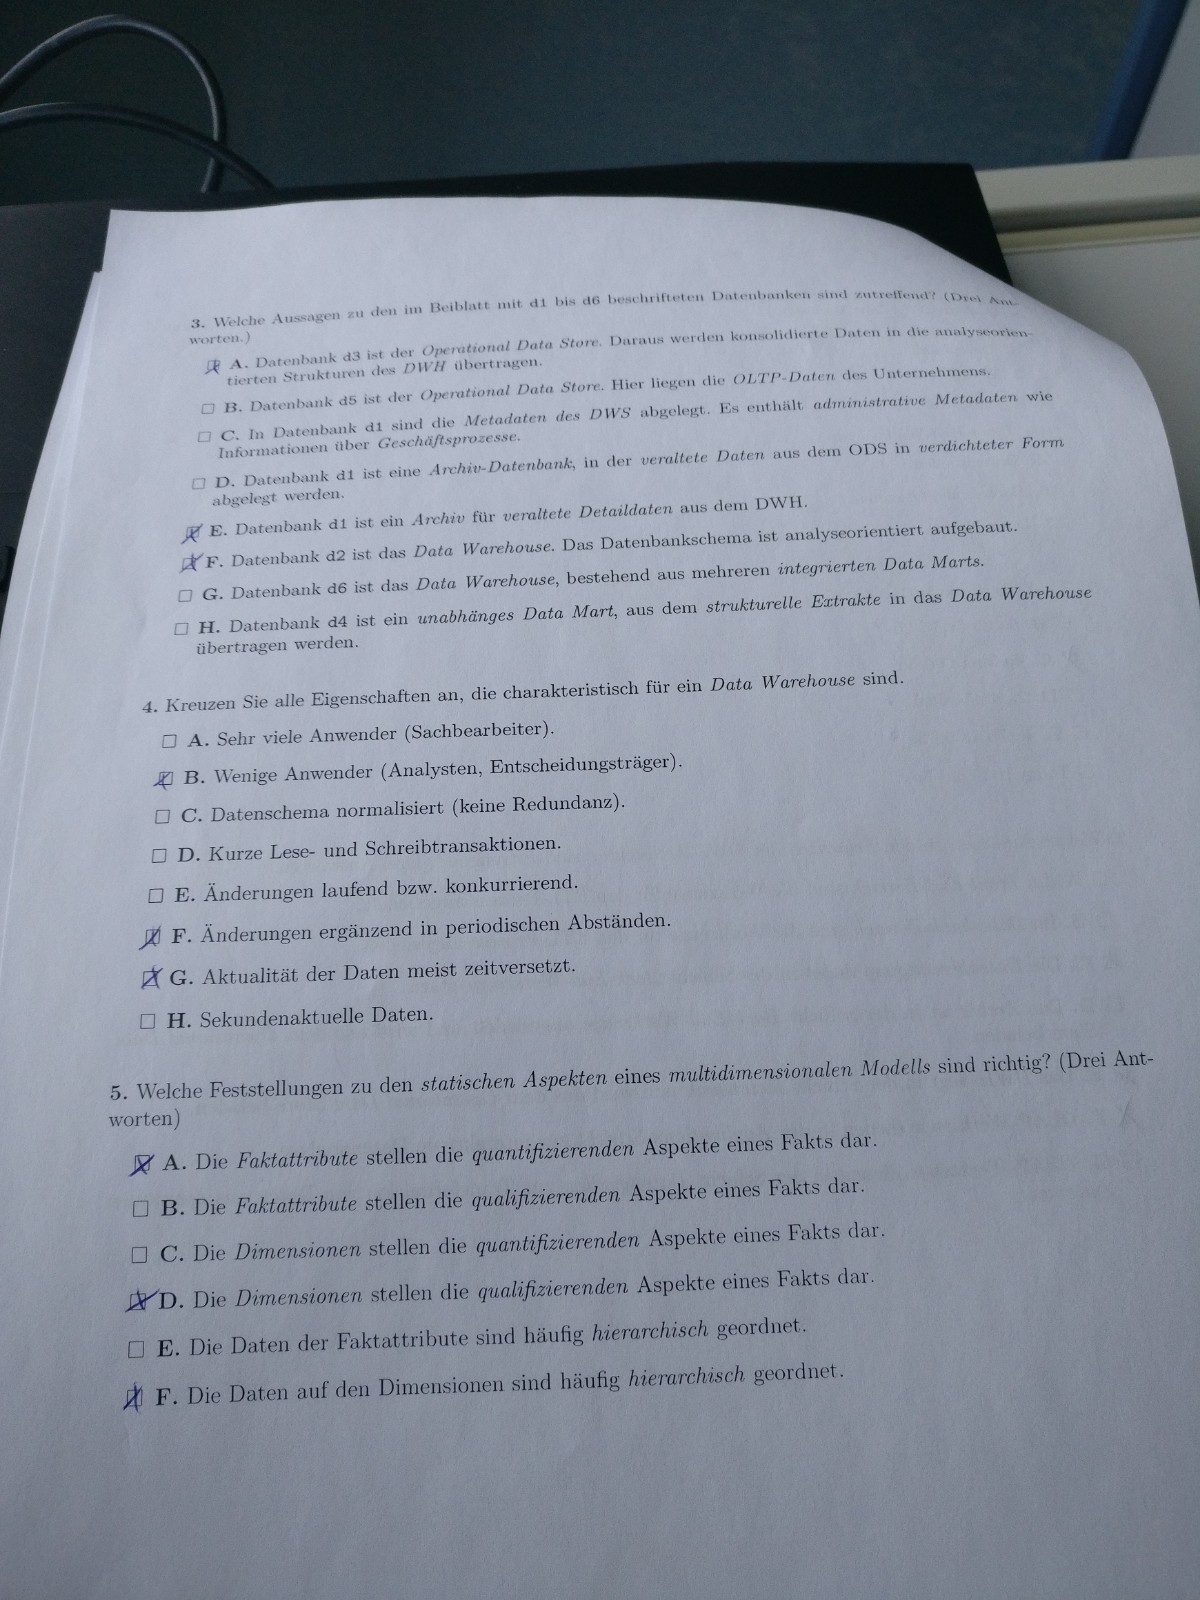 3. Welche Aussagen zu den im Beiblatt mit d1 bis d6 beschrifteten Datenbanken sind zutreffend? (Drei Ant-
worten.)
A. Datenbank d3 ist der Operational Data Store. Daraus werden konsolidierte Daten in die analyseorien-
tierten Strukturen des DWH übertragen.
☐ B. Datenbank d5 ist der Operational Data Store. Hier liegen die OLTP-Daten des Unternehmens.
☐ C. In Datenbank d1 sind die Metadaten des DWS abgelegt. Es enthält administrative Metadaten wie
Informationen über Geschäftsprozesse.
☐ D. Datenbank d1 ist eine Archiv-Datenbank, in der veraltete Daten aus dem ODS in verdichteter Form
abgelegt werden.
☒ E. Datenbank d1 ist ein Archiv für veraltete Detaildaten aus dem DWH.
☒ F. Datenbank d2 ist das Data Warehouse. Das Datenbankschema ist analyseorientiert aufgebaut.
☐ G. Datenbank d6 ist das Data Warehouse, bestehend aus mehreren integrierten Data Marts.
☐ H. Datenbank d4 ist ein unabhänges Data Mart, aus dem strukturelle Extrakte in das Data Warehouse
übertragen werden.
4. Kreuzen Sie alle Eigenschaften an, die charakteristisch für ein Data Warehouse sind.
☐ A. Sehr viele Anwender (Sachbearbeiter).
☒ B. Wenige Anwender (Analysten, Entscheidungsträger).
☐ C. Datenschema normalisiert (keine Redundanz).
☐ D. Kurze Lese- und Schreibtransaktionen.
☐ E. Änderungen laufend bzw. konkurrierend.
☒ F. Änderungen ergänzend in periodischen Abständen.
☒ G. Aktualität der Daten meist zeitversetzt.
☐ H. Sekundenaktuelle Daten.
5. Welche Feststellungen zu den statischen Aspekten eines multidimensionalen Modells sind richtig? (Drei Ant-
worten)
☒ A. Die Faktattribute stellen die quantifizierenden Aspekte eines Fakts dar.
☐ B. Die Faktattribute stellen die qualifizierenden Aspekte eines Fakts dar.
☐ C. Die Dimensionen stellen die quantifizierenden Aspekte eines Fakts dar.
☒ D. Die Dimensionen stellen die qualifizierenden Aspekte eines Fakts dar.
☐ E. Die Daten der Faktattribute sind häufig hierarchisch geordnet.
☒ F. Die Daten auf den Dimensionen sind häufig hierarchisch geordnet.